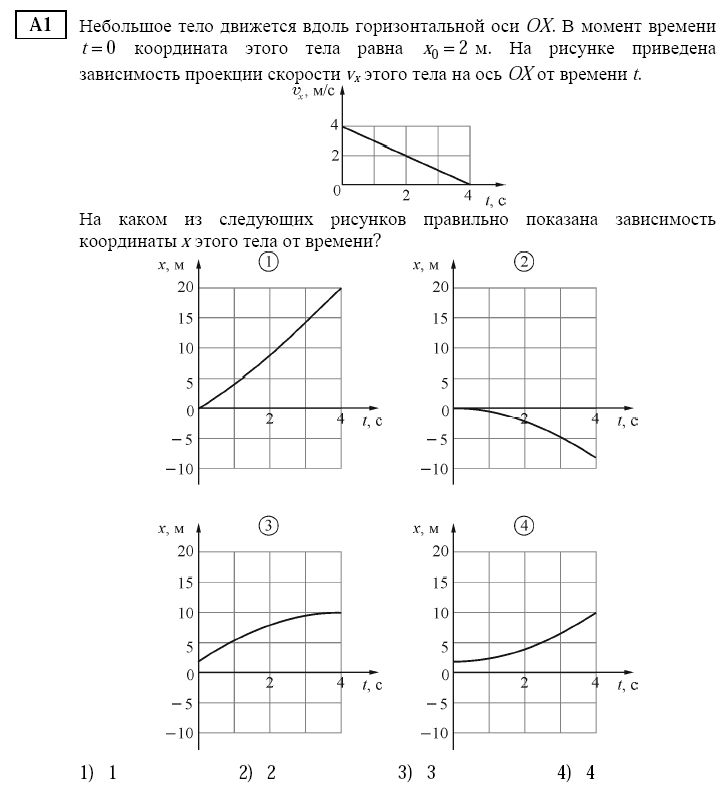 А1
Небольшое тело движется вдоль горизонтальной оси OX. В момент времени
t = 0 координата этого тела равна x₀ = 2 м. На рисунке приведена
зависимость проекции скорости vₓ этого тела на ось OX от времени t.
vₓ, м/с
4
2
0
2
4
t, с
На каком из следующих рисунков правильно показана зависимость
координаты x этого тела от времени?
x, м
①
20
15
10
5
0
2
4
t, с
−5
−10
x, м
②
20
15
10
5
0
2
4
t, с
−5
−10
x, м
③
20
15
10
5
0
2
4
t, с
−5
−10
x, м
④
20
15
10
5
0
2
4
t, с
−5
−10
1) 1 2) 2 3) 3 4) 4